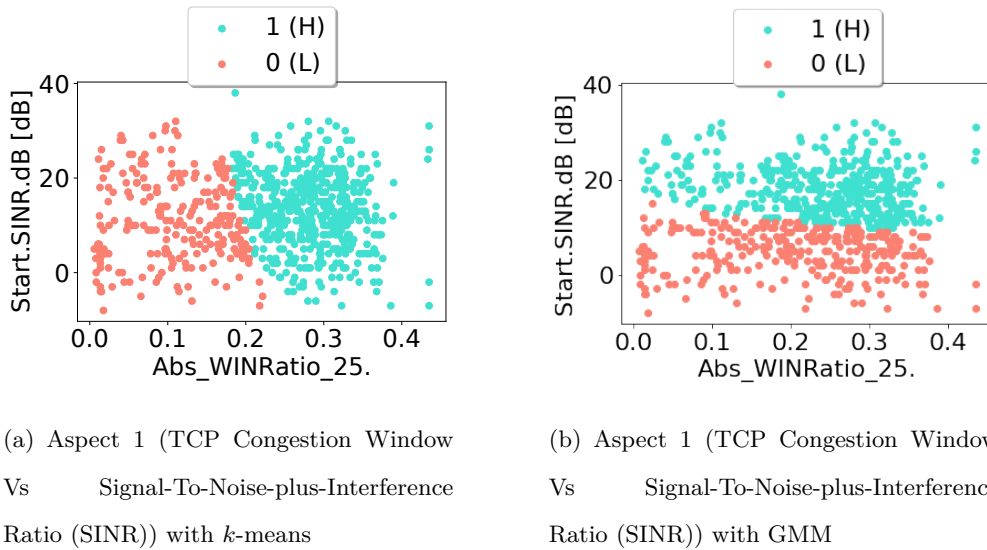 1 (H)
0 (L)
40
20
0
Start.SINR.dB [dB]
0.0 0.1 0.2 0.3 0.4
Abs_WINRatio_25.
(a) Aspect 1 (TCP Congestion Window
Vs Signal-To-Noise-plus-Interference
Ratio (SINR)) with k-means
1 (H)
0 (L)
40
20
0
Start.SINR.dB [dB]
0.0 0.1 0.2 0.3 0.4
Abs_WINRatio_25.
(b) Aspect 1 (TCP Congestion Window
Vs Signal-To-Noise-plus-Interferenc
Ratio (SINR)) with GMM